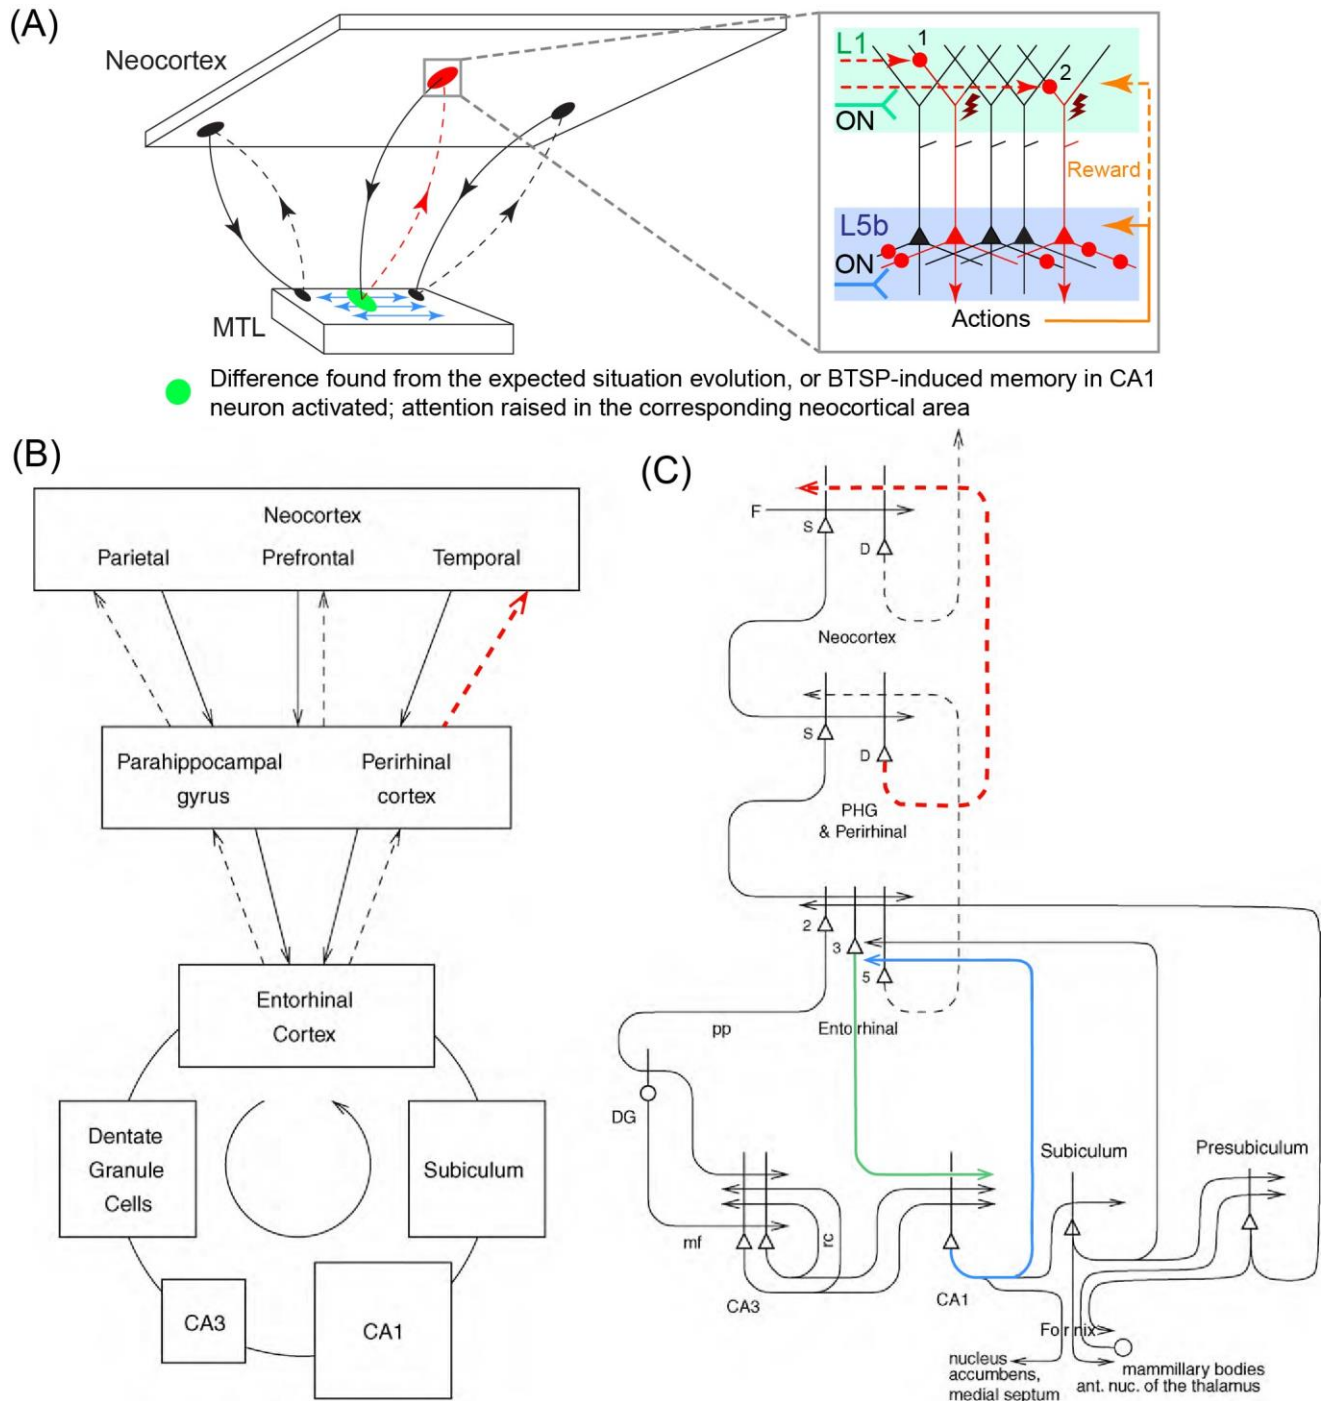 (A)
Neocortex
MTL
L1
1
2
ON
Reward
L5b
ON
Actions
Difference found from the expected situation evolution, or BTSP-induced memory in CA1
neuron activated; attention raised in the corresponding neocortical area
(B)
Neocortex
Parietal Prefrontal Temporal
Parahippocampal
gyrus
Perirhinal
cortex
Entorhinal
Cortex
Dentate
Granule
Cells
Subiculum
CA3
CA1
(C)
F
S
D
Neocortex
S
D
PHG
& Perirhinal
2
3
5
pp
Entorhinal
DG
Subiculum
Presubiculum
mf
rc
CA3
CA1
Fornix
nucleus
accumbens,
medial septum
mammillary bodies
ant. nuc. of the thalamus